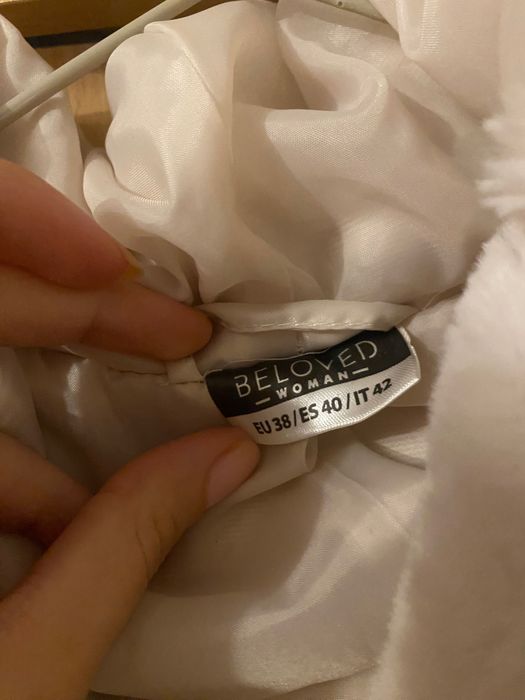 BELOVED
— WOMAN —
EU 38 / ES 40 / IT 42